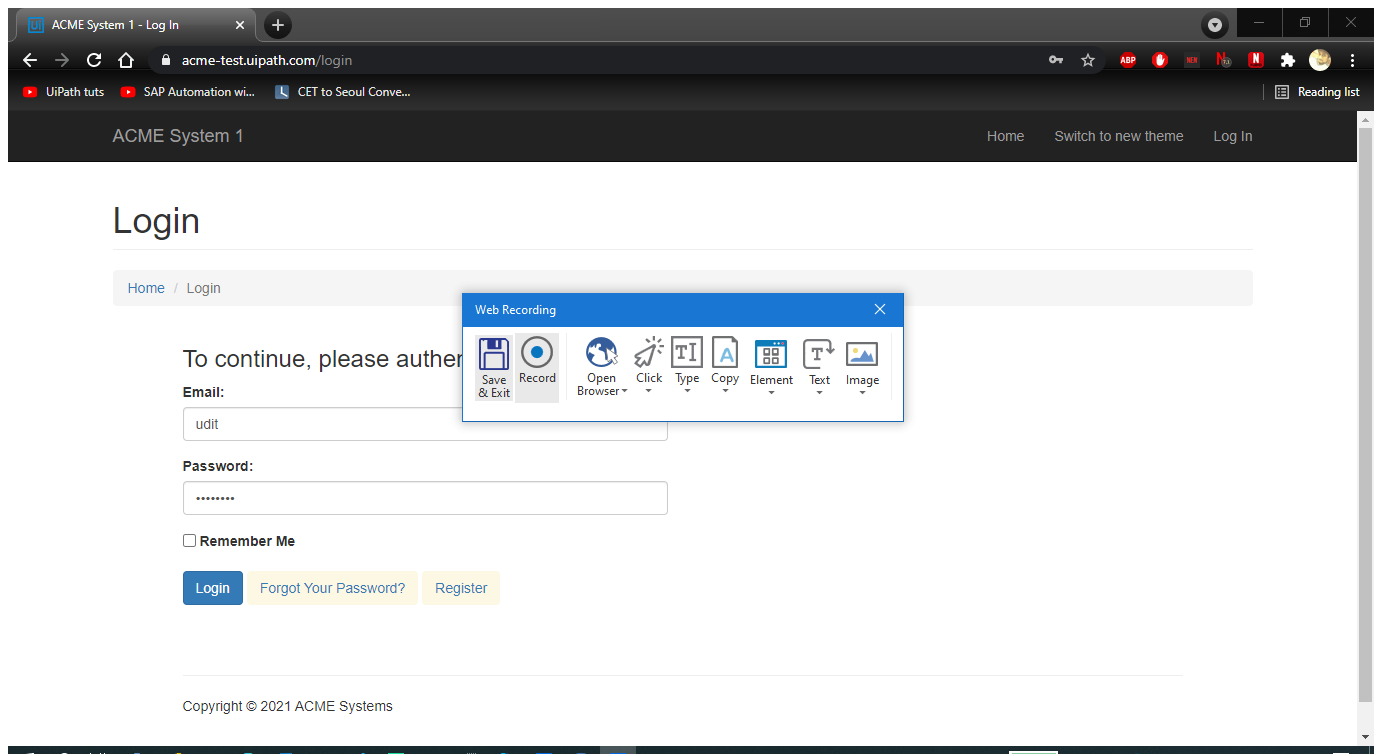 ACME System 1 - Log In
acme-test.uipath.com/login
ABP NEW N N
UiPath tuts SAP Automation wi... CET to Seoul Conve... Reading list
ACME System 1 Home Switch to new theme Log In
Login
Home / Login
Web Recording
Save & Exit
Record
Open Browser
Click
Type
Copy
Element
Text
Image
To continue, please auther
Email:
udit
Password:
••••••••
Remember Me
Login Forgot Your Password? Register
Copyright © 2021 ACME Systems